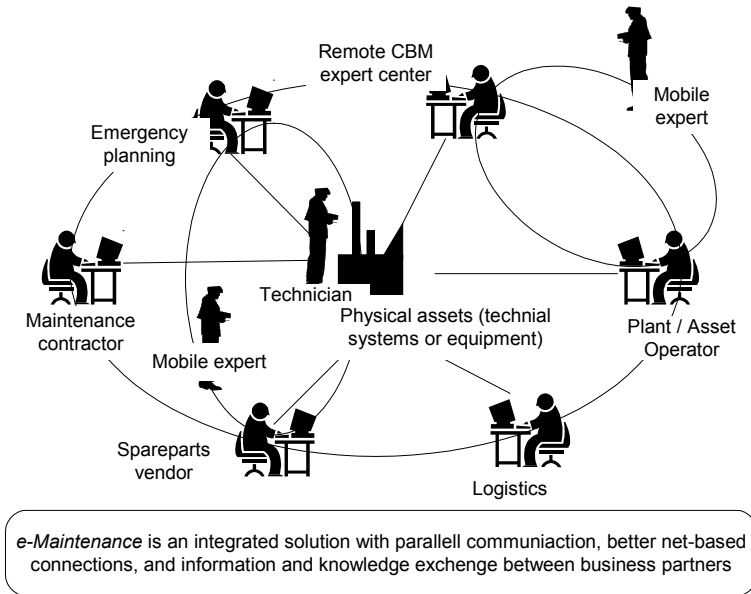 Remote CBM
expert center
Mobile
expert
Emergency
planning
Technician
Maintenance
contractor
Physical assets (technial
systems or equipment)
Plant / Asset
Operator
Mobile expert
Spareparts
vendor
Logistics
e-Maintenance is an integrated solution with parallell communiaction, better net-based
connections, and information and knowledge exchenge between business partners